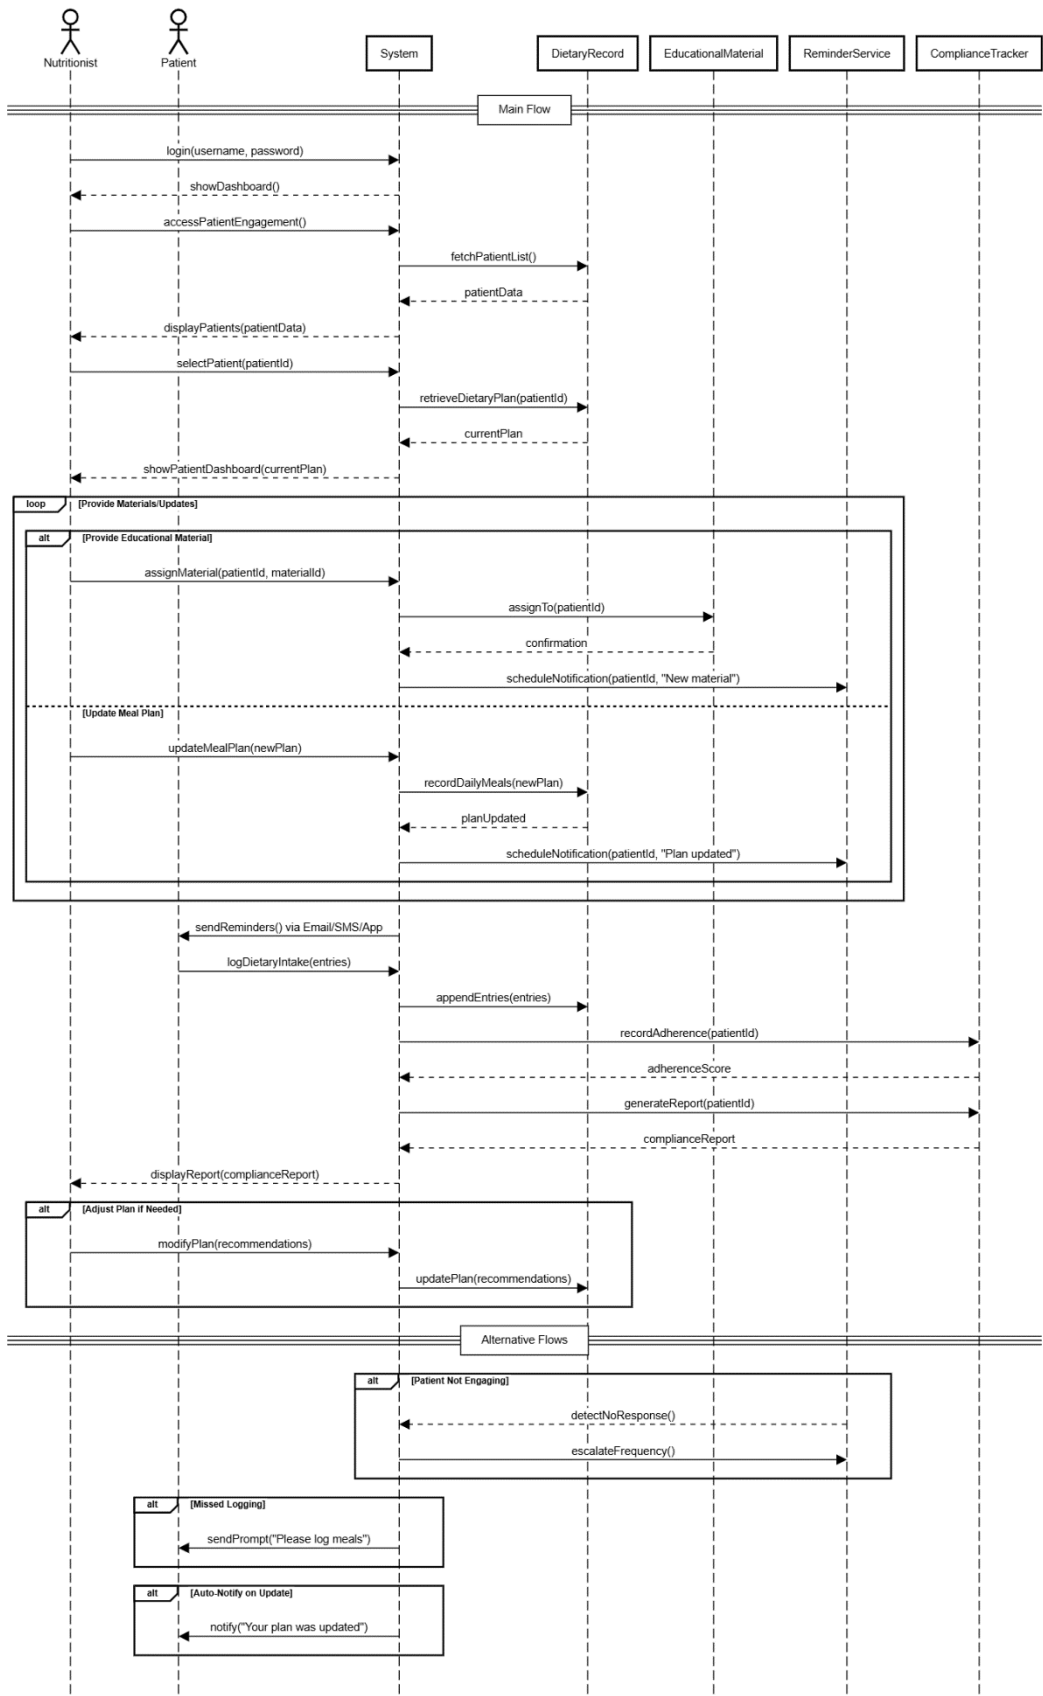 Nutritionist
Patient
System
DietaryRecord
EducationalMaterial
ReminderService
ComplianceTracker
Main Flow
login(username, password)
showDashboard()
accessPatientEngagement()
fetchPatientList()
patientData
displayPatients(patientData)
selectPatient(patientId)
retrieveDietaryPlan(patientId)
currentPlan
showPatientDashboard(currentPlan)
loop
[Provide Materials/Updates]
alt
[Provide Educational Material]
assignMaterial(patientId, materialId)
assignTo(patientId)
confirmation
scheduleNotification(patientId, "New material")
[Update Meal Plan]
updateMealPlan(newPlan)
recordDailyMeals(newPlan)
planUpdated
scheduleNotification(patientId, "Plan updated")
sendReminders() via Email/SMS/App
logDietaryIntake(entries)
appendEntries(entries)
recordAdherence(patientId)
adherenceScore
generateReport(patientId)
complianceReport
displayReport(complianceReport)
alt
[Adjust Plan if Needed]
modifyPlan(recommendations)
updatePlan(recommendations)
Alternative Flows
alt
[Patient Not Engaging]
detectNoResponse()
escalateFrequency()
alt
[Missed Logging]
sendPrompt("Please log meals")
alt
[Auto-Notify on Update]
notify("Your plan was updated")